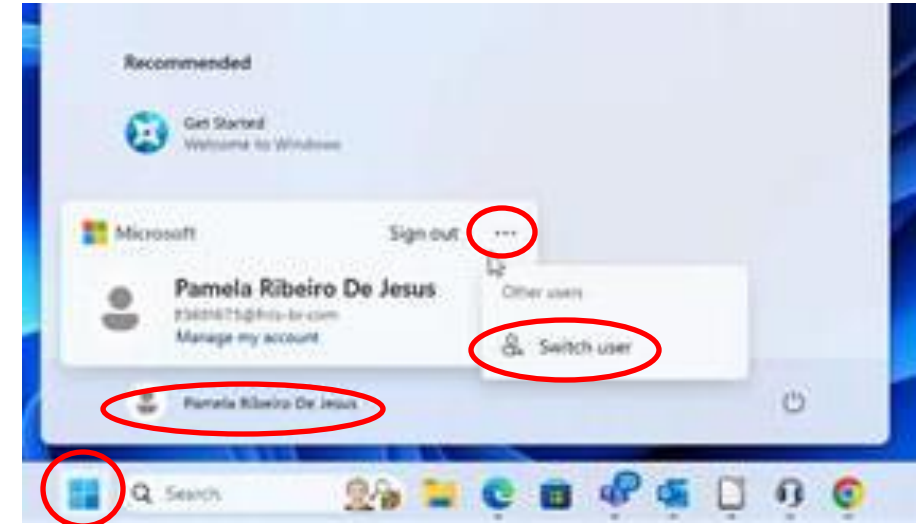 Recommended
Get Started
Welcome to Windows
Microsoft
Sign out
Pamela Ribeiro De Jesus
Manage my account
Other users
Switch user
Pamela Ribeiro De Jesus
Search